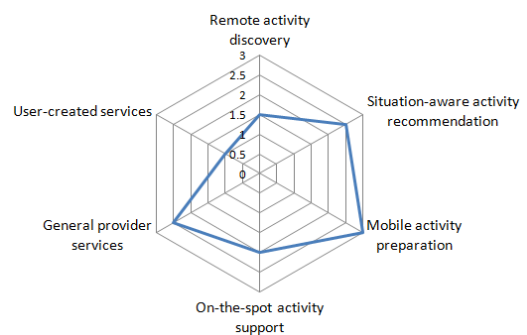 Remote activity
discovery
3
2.5
2
1.5
1
0.5
0
Situation-aware activity
recommendation
Mobile activity
preparation
On-the-spot activity
support
General provider
services
User-created services